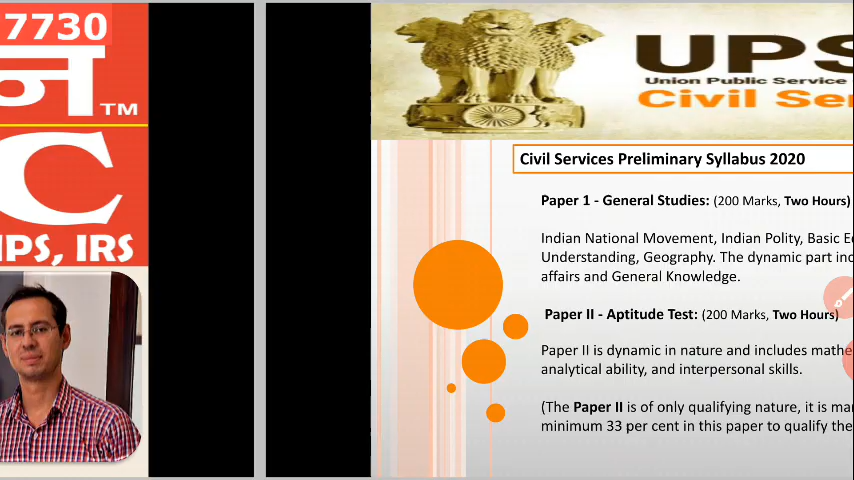 7730
न
TM
C
IPS, IRS
UPS
Union Public Service
Civil Ser
Civil Services Preliminary Syllabus 2020
Paper 1 - General Studies: (200 Marks, Two Hours)
Indian National Movement, Indian Polity, Basic E
Understanding, Geography. The dynamic part inc
affairs and General Knowledge.
Paper II - Aptitude Test: (200 Marks, Two Hours)
Paper II is dynamic in nature and includes mathe
analytical ability, and interpersonal skills.
(The Paper II is of only qualifying nature, it is ma
minimum 33 per cent in this paper to qualify the